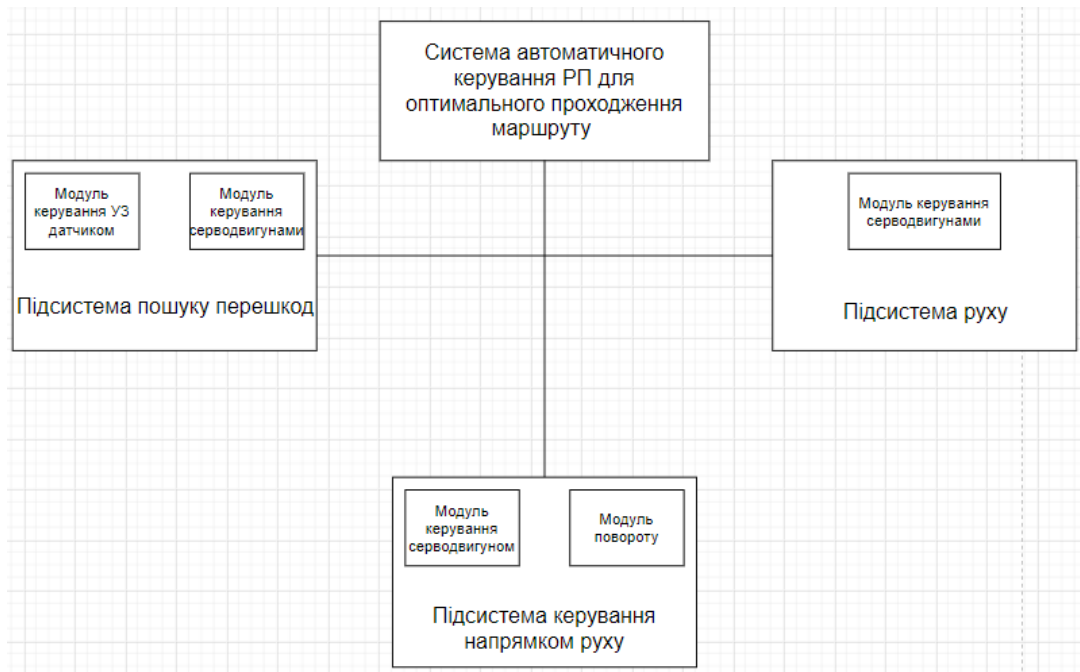 Система автоматичного
керування РП для
оптимального проходження
маршруту
Модуль
керування УЗ
датчиком
Модуль
керування
серводвигунами
Підсистема пошуку перешкод
Модуль керування
серводвигунами
Підсистема руху
Модуль
керування
серводвигуном
Модуль
повороту
Підсистема керування
напрямком руху